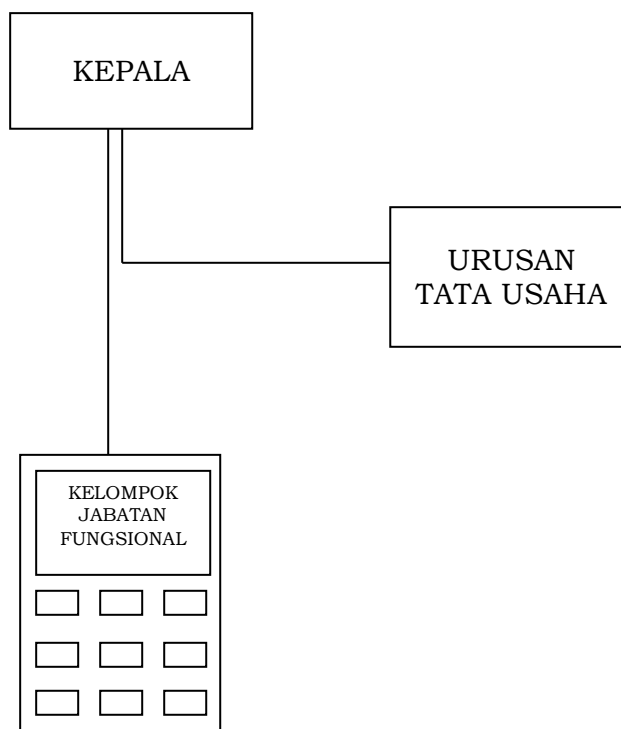 KEPALA
URUSAN
TATA USAHA
KELOMPOK
JABATAN
FUNGSIONAL